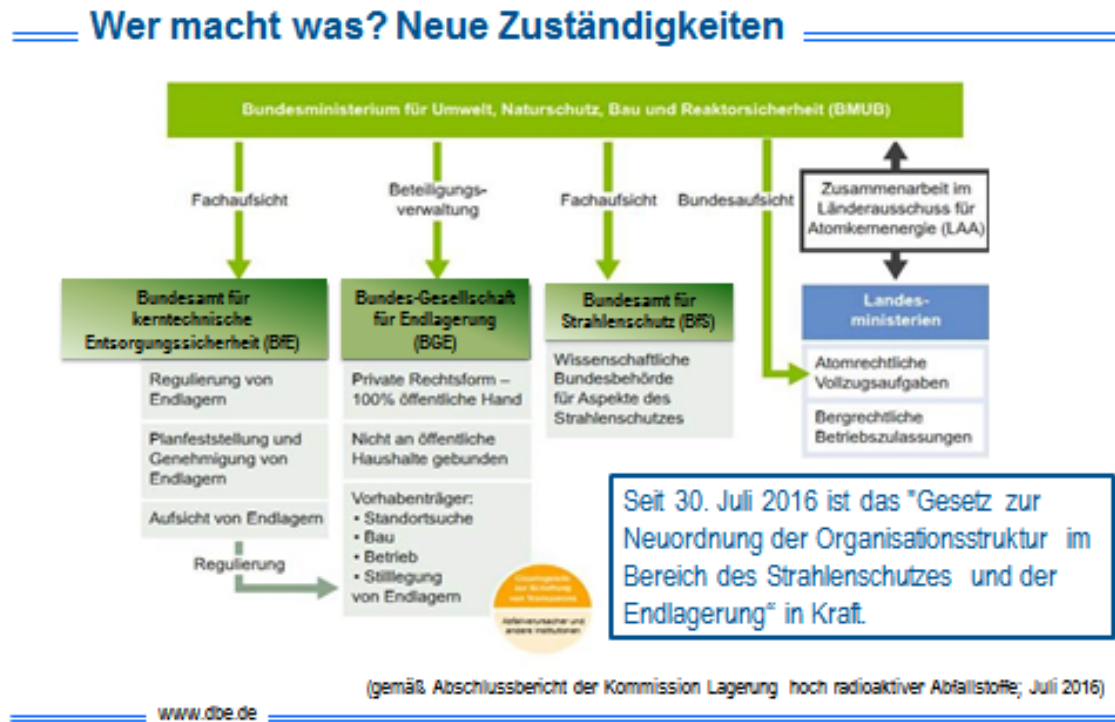 Wer macht was? Neue Zuständigkeiten
Bundesministerium für Umwelt, Naturschutz, Bau und Reaktorsicherheit (BMUB)
Fachaufsicht
Beteiligungs-
verwaltung
Fachaufsicht
Bundesaufsicht
Zusammenarbeit im
Länderausschuss für
Atomkernenergie (LAA)
Bundesamt für
kerntechnische
Entsorgungssicherheit (BfE)
Regulierung von
Endlagern
Planfeststellung und
Genehmigung von
Endlagern
Aufsicht von Endlagern
Regulierung
Bundes-Gesellschaft
für Endlagerung
(BGE)
Private Rechtsform –
100% öffentliche Hand
Nicht an öffentliche
Haushalte gebunden
Vorhabenträger:
• Standortsuche
• Bau
• Betrieb
• Stilllegung
von Endlagern
Abfallverursacher und
andere Institutionen
Bundesamt für
Strahlenschutz (BfS)
Wissenschaftliche
Bundesbehörde
für Aspekte des
Strahlenschutzes
Landes-
ministerien
Atomrechtliche
Vollzugsaufgaben
Bergrechtliche
Betriebszulassungen
Seit 30. Juli 2016 ist das "Gesetz zur
Neuordnung der Organisationsstruktur im
Bereich des Strahlenschutzes und der
Endlagerung“ in Kraft.
(gemäß Abschlussbericht der Kommission Lagerung hoch radioaktiver Abfallstoffe; Juli 2016)
www.dbe.de